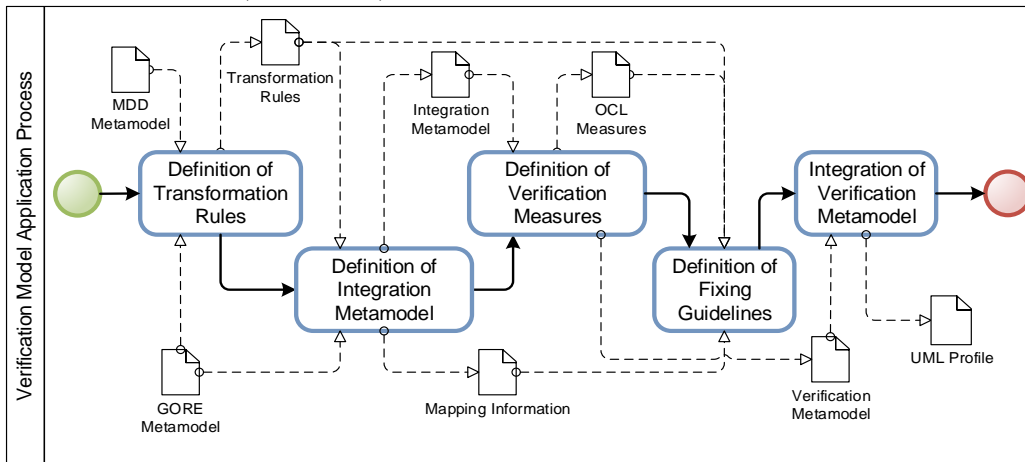 Verification Model Application Process
MDD
Metamodel
Transformation
Rules
Integration
Metamodel
OCL
Measures
Definition of
Transformation
Rules
Definition of
Verification
Measures
Integration of
Verification
Metamodel
Definition of
Integration
Metamodel
Definition of
Fixing
Guidelines
GORE
Metamodel
Mapping Information
Verification
Metamodel
UML Profile